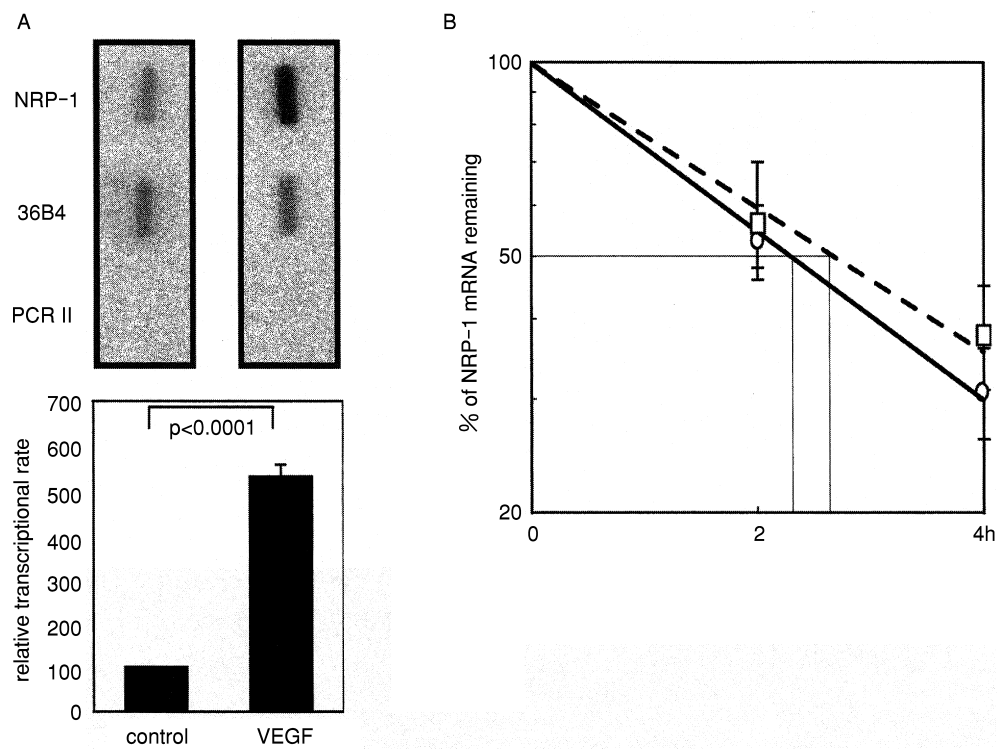 A
NRP-1
36B4
PCR II
relative transcriptional rate
700
600
500
400
300
200
100
0
p<0.0001
control
VEGF
B
% of NRP-1 mRNA remaining
100
50
20
0
2
4h